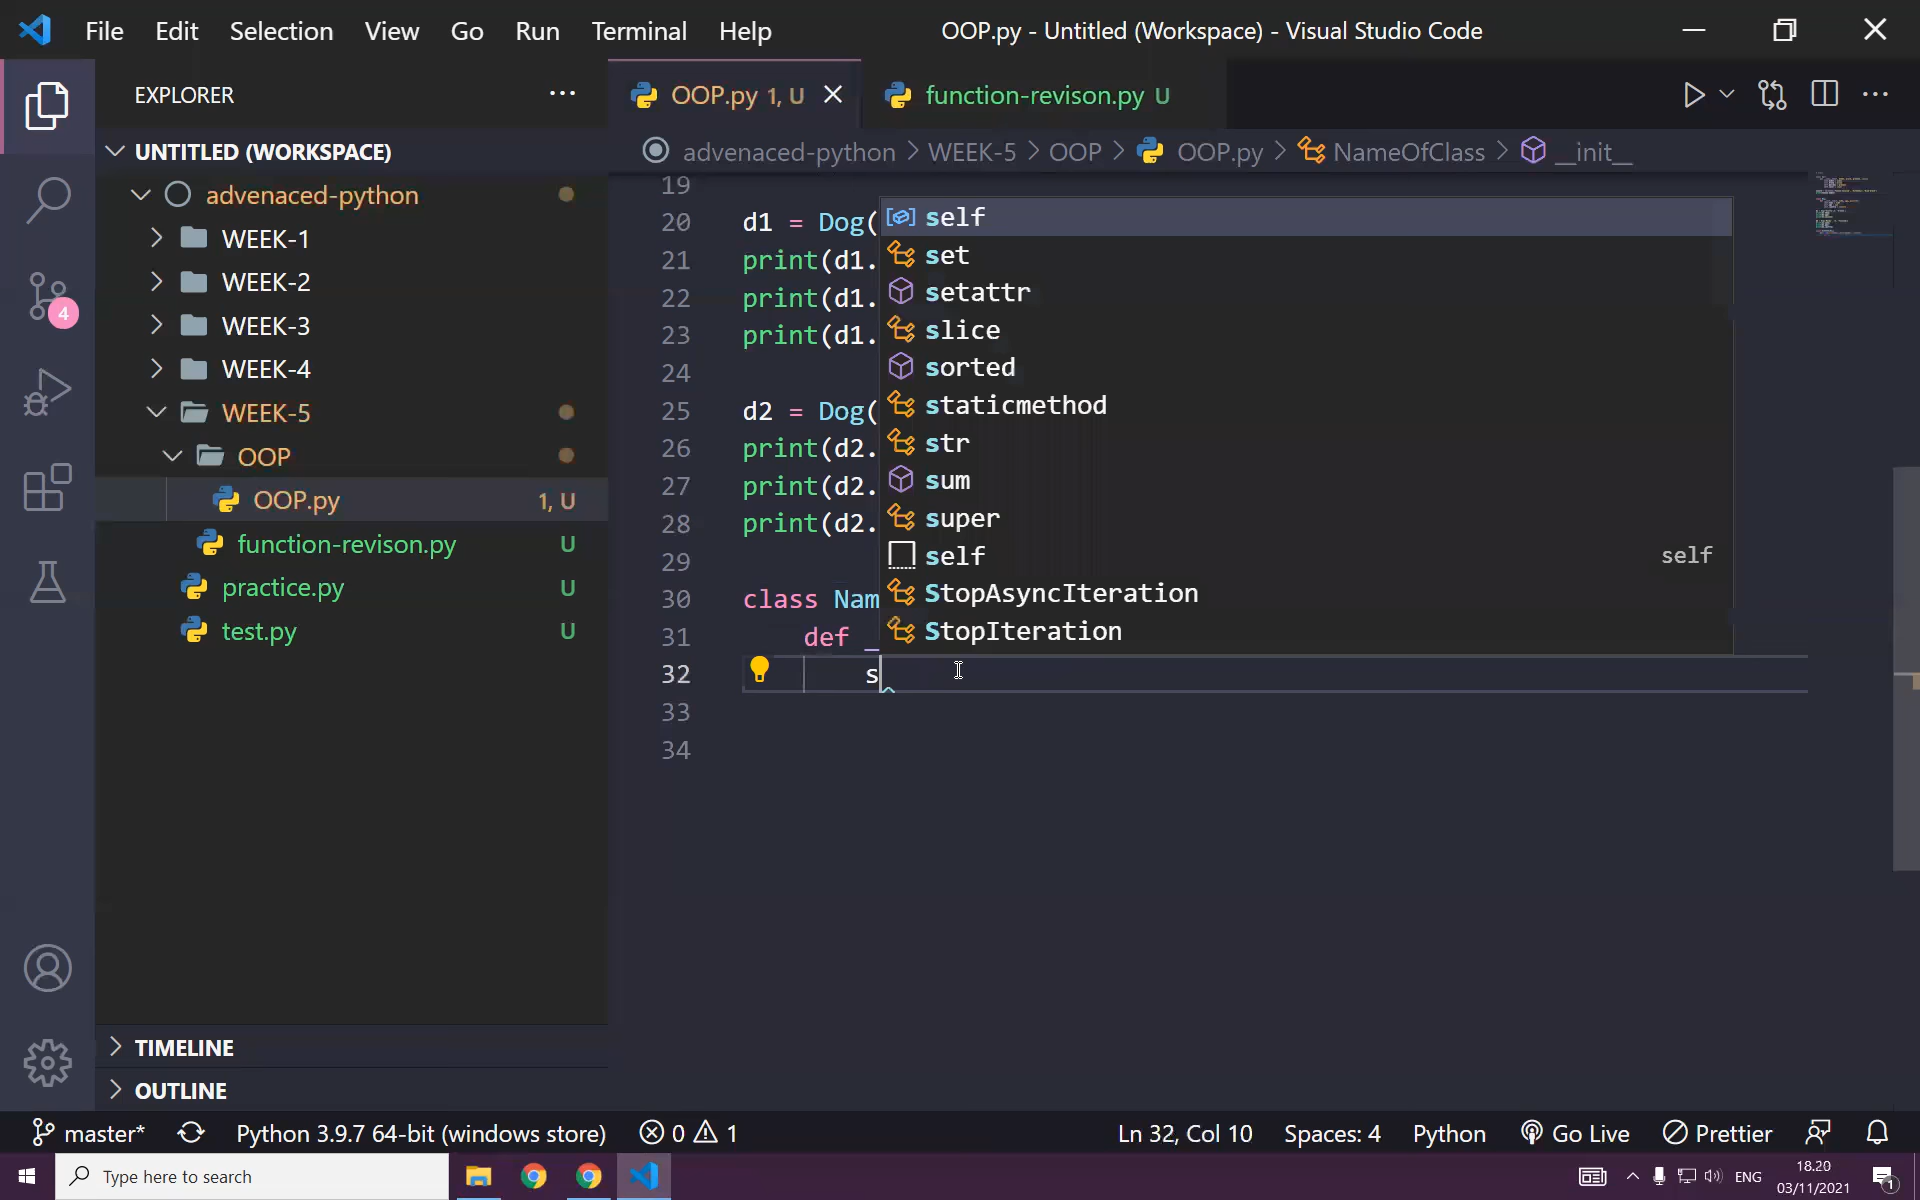 File Edit Selection View Go Run Terminal Help OOP.py - Untitled (Workspace) - Visual Studio Code
EXPLORER ...
OOP.py 1, U
function-revison.py U
UNTITLED (WORKSPACE)
advenaced-python > WEEK-5 > OOP > OOP.py > NameOfClass > __init__
advenaced-python
WEEK-1
WEEK-2
WEEK-3
WEEK-4
WEEK-5
OOP
OOP.py 1, U
function-revison.py U
practice.py U
test.py U
TIMELINE
OUTLINE
4
19
20 d1 = Dog(
21 print(d1.
22 print(d1.
23 print(d1.
24
25 d2 = Dog(
26 print(d2.
27 print(d2.
28 print(d2.
29
30 class Nam
31 def _
32 s
33
34
self
set
setattr
slice
sorted
staticmethod
str
sum
super
self self
StopAsyncIteration
StopIteration
master* Python 3.9.7 64-bit (windows store) 0 1 Ln 32, Col 10 Spaces: 4 Python Go Live Prettier
Type here to search
ENG
18.20
03/11/2021
1